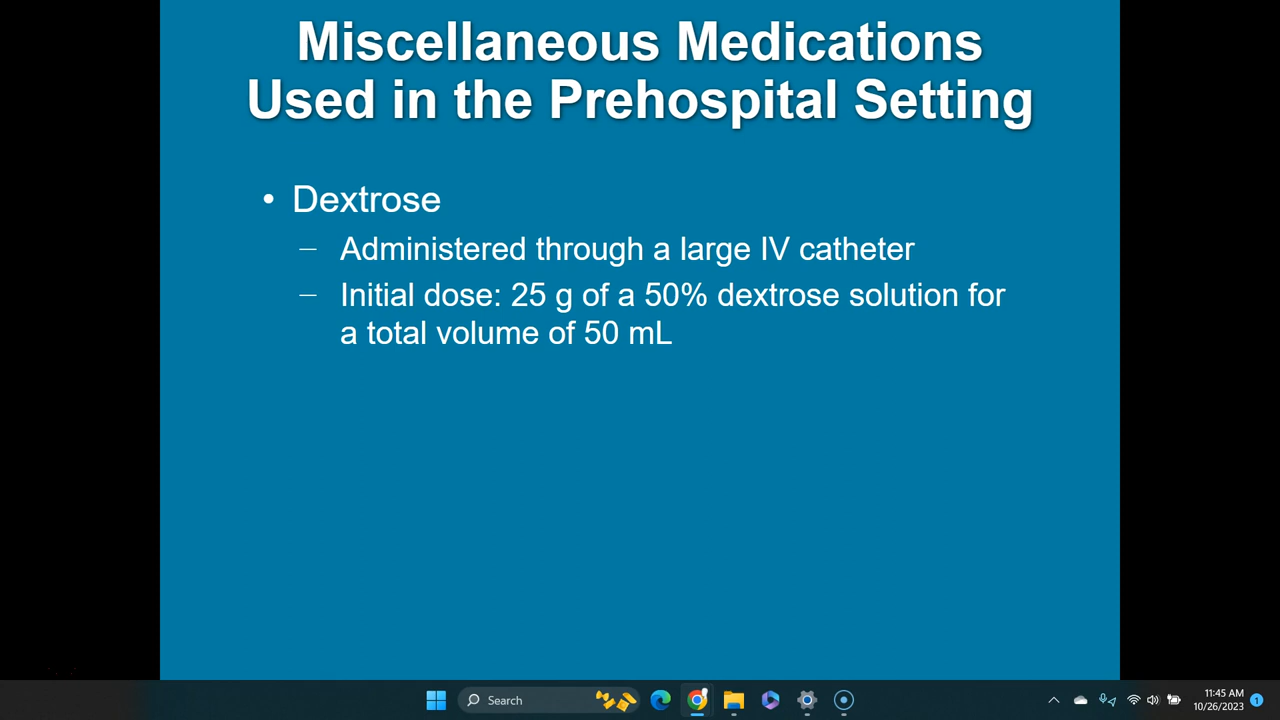 Miscellaneous Medications
Used in the Prehospital Setting
• Dextrose
– Administered through a large IV catheter
– Initial dose: 25 g of a 50% dextrose solution for
a total volume of 50 mL
Search
11:45 AM
10/26/2023
1